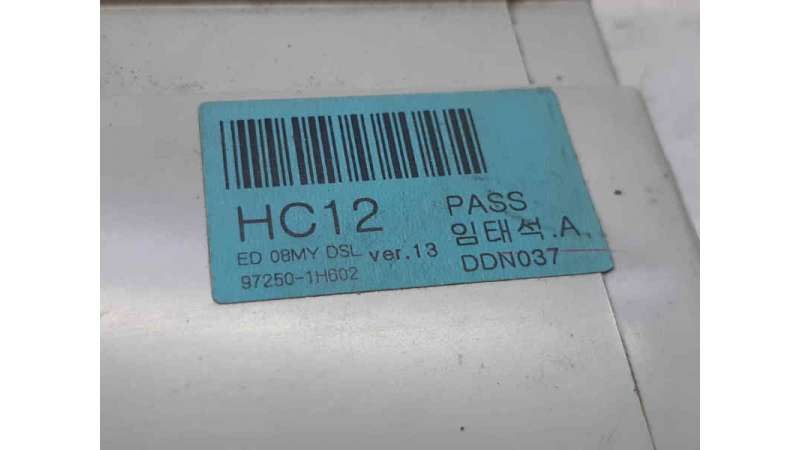 HC12
PASS
ED 08MY DSL ver.13
임태석.A
97250-1H602
DDN037